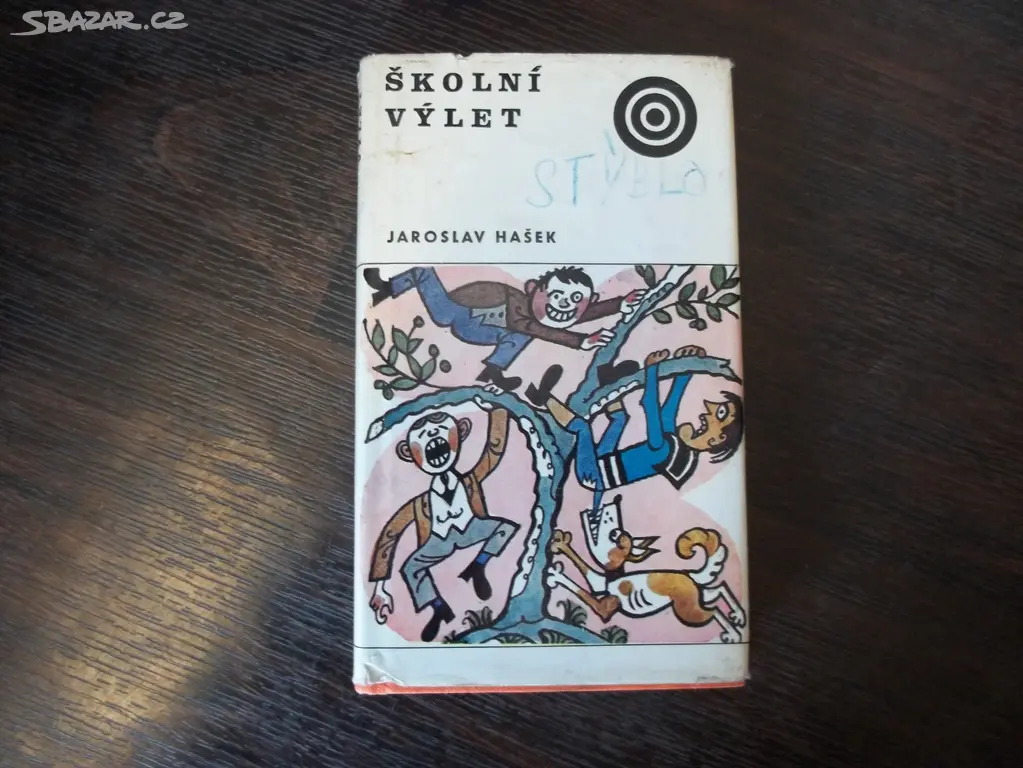 SBAZAR.CZ
ŠKOLNÍ
VÝLET
STÝBLO
JAROSLAV HAŠEK